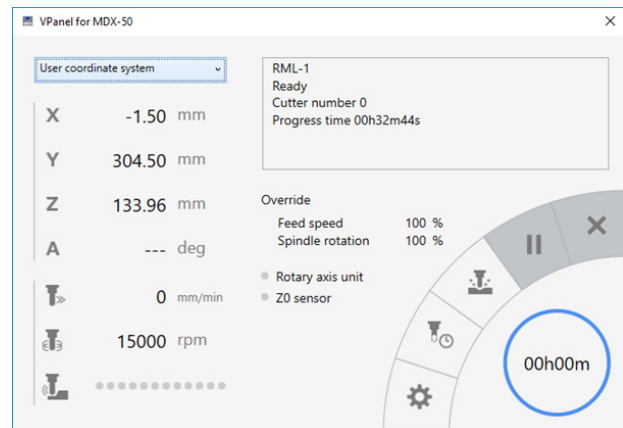 VPanel for MDX-50
User coordinate system
RML-1
Ready
Cutter number 0
Progress time 00h32m44s
X -1.50 mm
Y 304.50 mm
Z 133.96 mm
A --- deg
0 mm/min
15000 rpm
Override
Feed speed 100 %
Spindle rotation 100 %
Rotary axis unit
Z0 sensor
00h00m